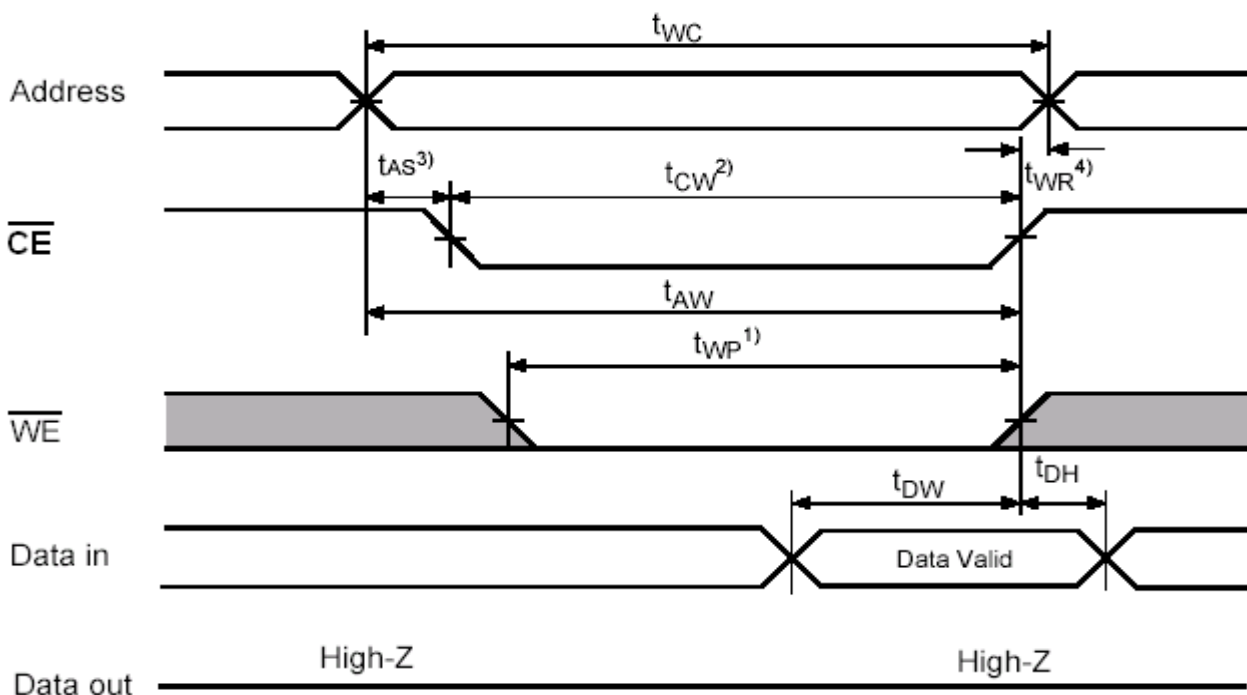 tWC
Address
tAS3)
tCW2)
tWR4)
CE
tAW
tWP1)
WE
tDW
tDH
Data in
Data Valid
High-Z
High-Z
Data out